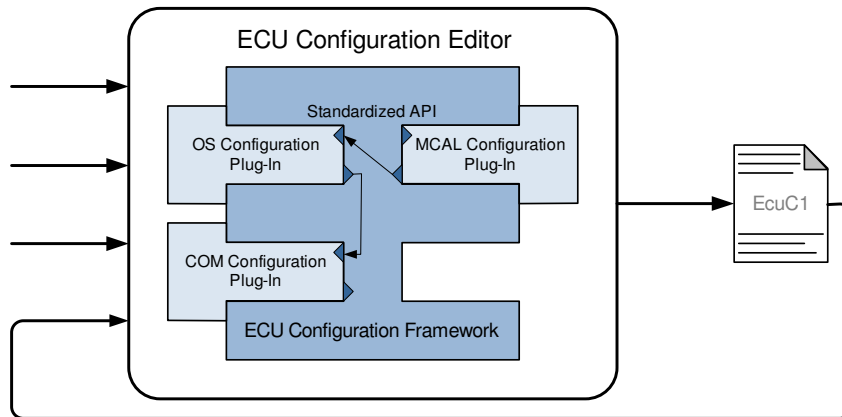 ECU Configuration Editor
Standardized API
OS Configuration
Plug-In
MCAL Configuration
Plug-In
EcuC1
COM Configuration
Plug-In
ECU Configuration Framework